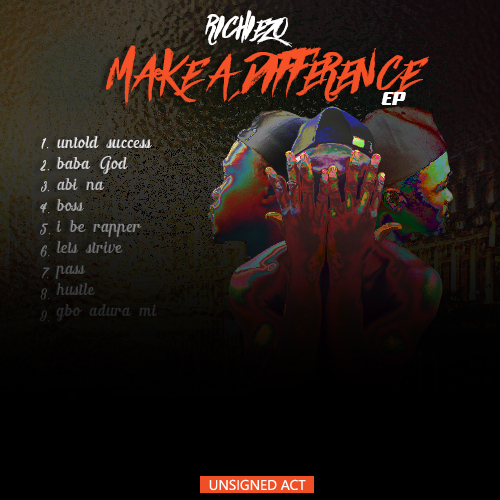 RICHIEZO
MAKE A DIFFERENCE
EP
1. untold success
2. baba God
3. abi na
4. boss
5. i be rapper
6. lets strive
7. pass
8. hustle
9. gbo adura mi
UNSIGNED ACT